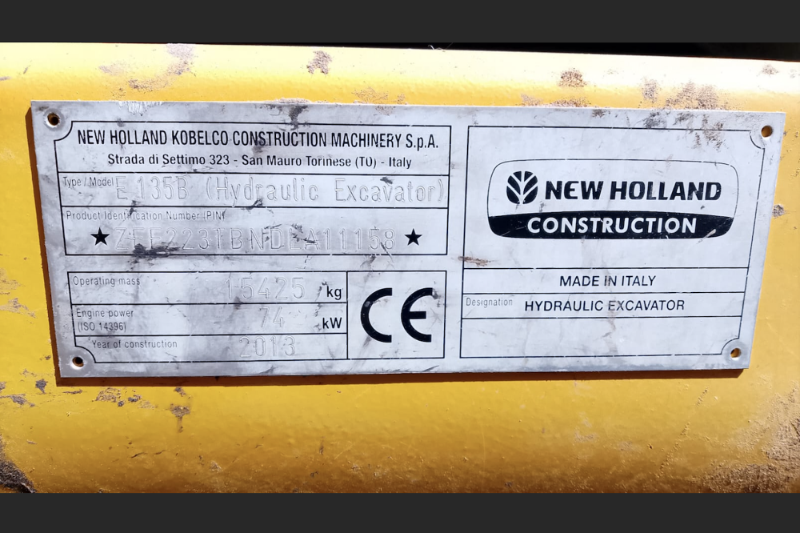 NEW HOLLAND KOBELCO CONSTRUCTION MACHINERY S.p.A.
Strada di Settimo 323 - San Mauro Torinese (TO) - Italy
Type / Model E 135B (Hydraulic Excavator)
Product Identification Number (PIN)
Operating mass 15425 kg
Engine power 74 kW
(ISO 14396)
Year of construction 2013
CE
NEW HOLLAND
CONSTRUCTION
MADE IN ITALY
Designation HYDRAULIC EXCAVATOR